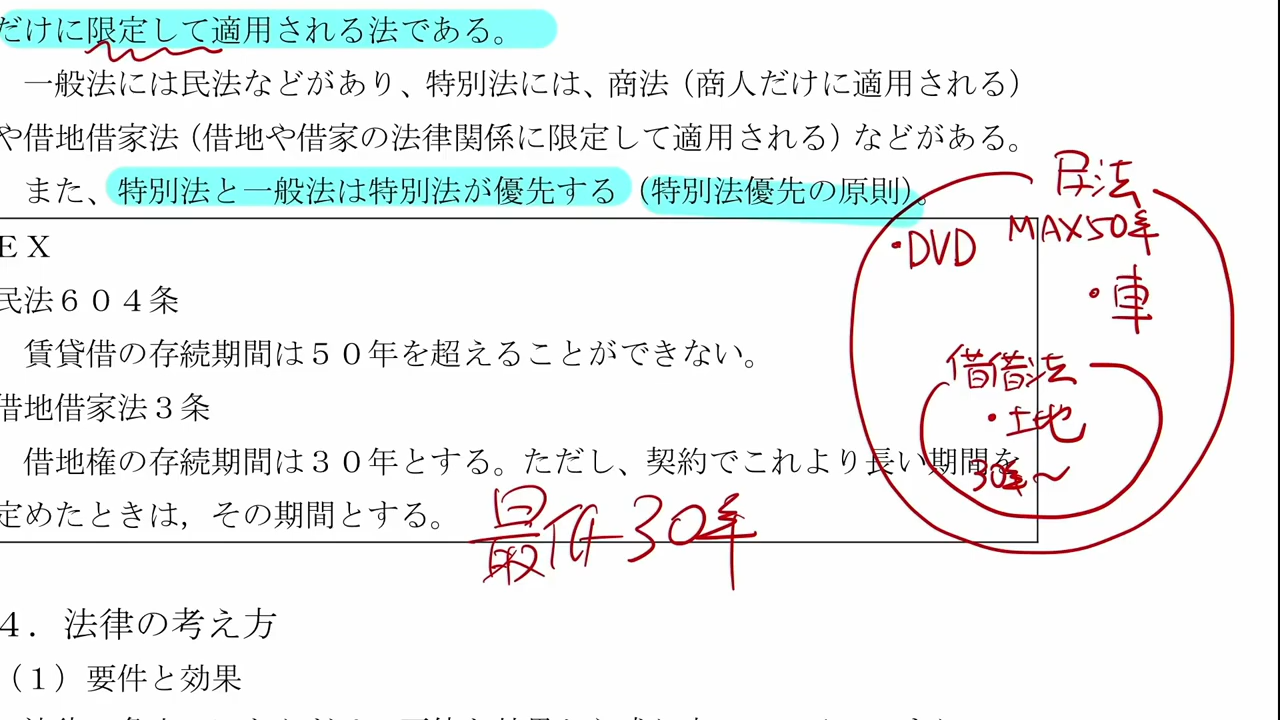 だけに限定して適用される法である。
一般法には民法などがあり、特別法には、商法（商人だけに適用される）
や借地借家法（借地や借家の法律関係に限定して適用される）などがある。
また、特別法と一般法は特別法が優先する（特別法優先の原則）。
民法
MAX50年
・DVD
・車
ＥＸ
民法６０４条
賃貸借の存続期間は５０年を超えることができない。
借借法
・土地
30年～
借地借家法３条
借地権の存続期間は３０年とする。ただし、契約でこれより長い期間を
定めたときは，その期間とする。
最低30年
４．法律の考え方
（１）要件と効果